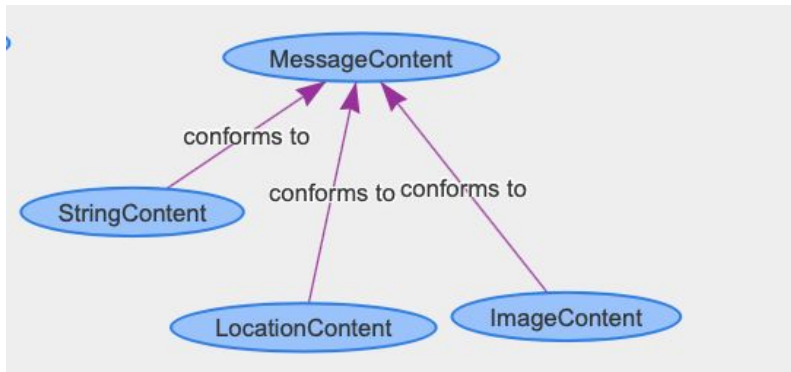 MessageContent
conforms to
StringContent
conforms to
conforms to
LocationContent
ImageContent